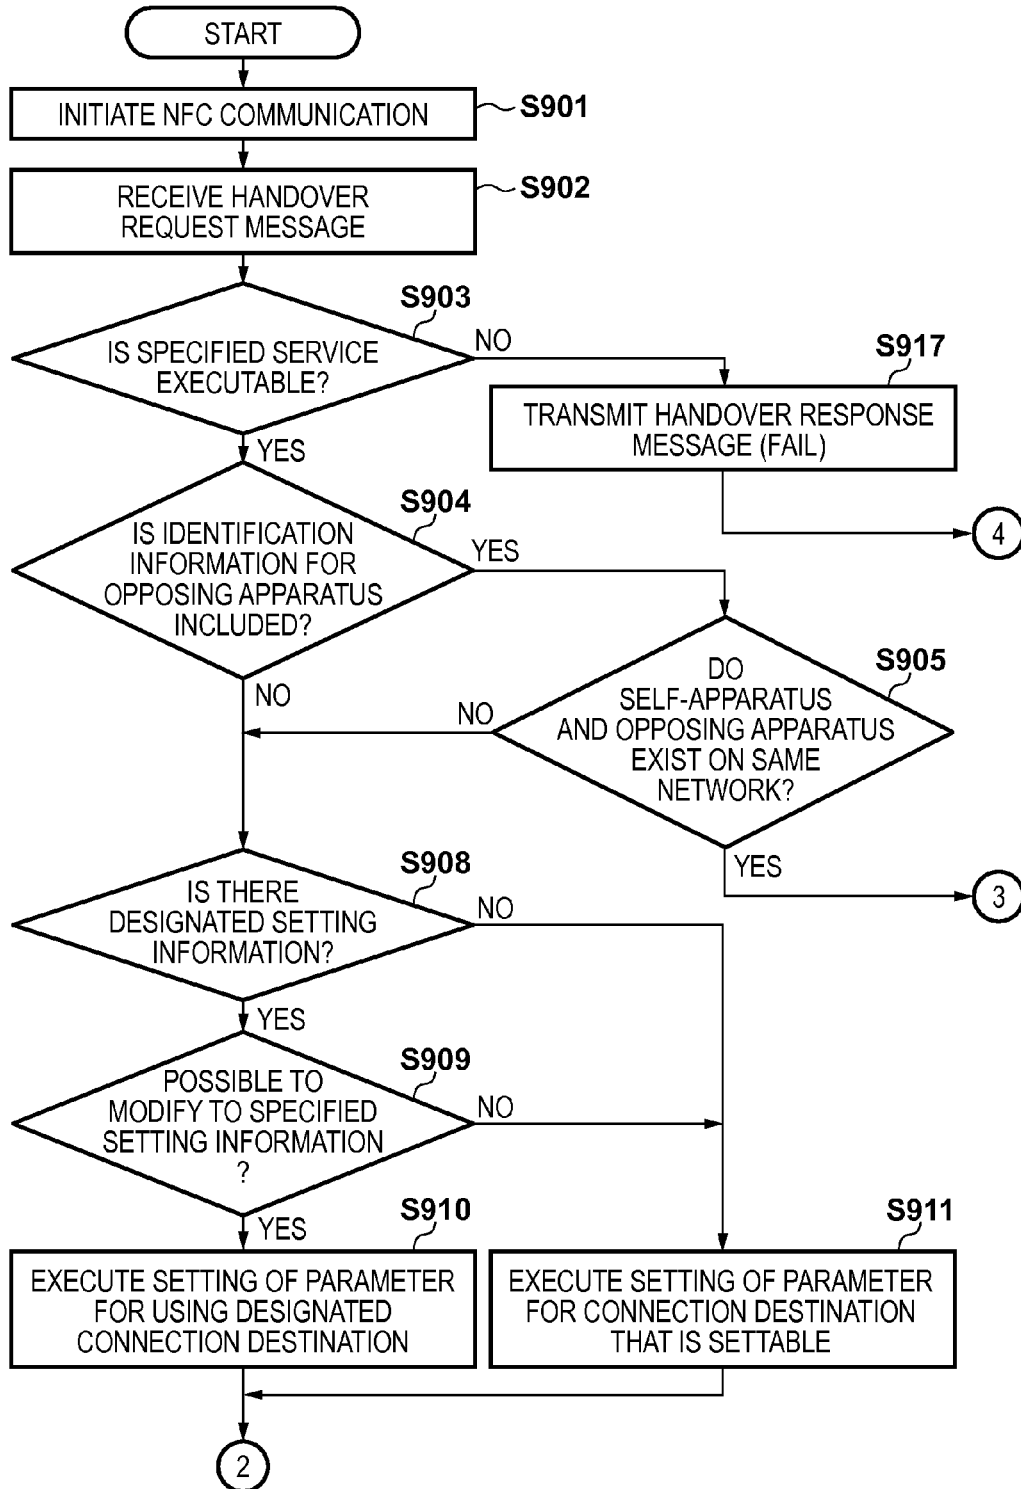 START
INITIATE NFC COMMUNICATION
S901
RECEIVE HANDOVER
REQUEST MESSAGE
S902
S903
IS SPECIFIED SERVICE
EXECUTABLE?
NO
YES
S917
TRANSMIT HANDOVER RESPONSE
MESSAGE (FAIL)
4
S904
IS IDENTIFICATION
INFORMATION FOR
OPPOSING APPARATUS
INCLUDED?
YES
NO
S905
DO
SELF-APPARATUS
AND OPPOSING APPARATUS
EXIST ON SAME
NETWORK?
NO
YES
3
S908
IS THERE
DESIGNATED SETTING
INFORMATION?
NO
YES
S909
POSSIBLE TO
MODIFY TO SPECIFIED
SETTING INFORMATION
?
NO
YES
S910
EXECUTE SETTING OF PARAMETER
FOR USING DESIGNATED
CONNECTION DESTINATION
S911
EXECUTE SETTING OF PARAMETER
FOR CONNECTION DESTINATION
THAT IS SETTABLE
2